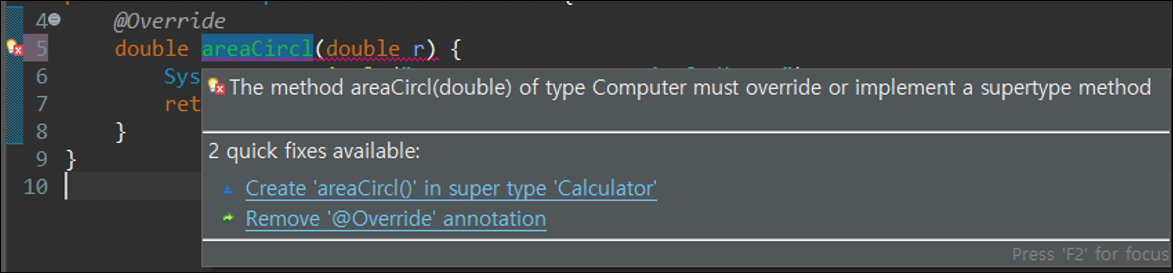 {
4 @Override
5 double areaCircl(double r) {
6 Sys
The method areaCircl(double) of type Computer must override or implement a supertype method
7 ret
8 }
2 quick fixes available:
9 }
Create 'areaCircl()' in super type 'Calculator'
10
Remove '@Override' annotation
Press 'F2' for focus